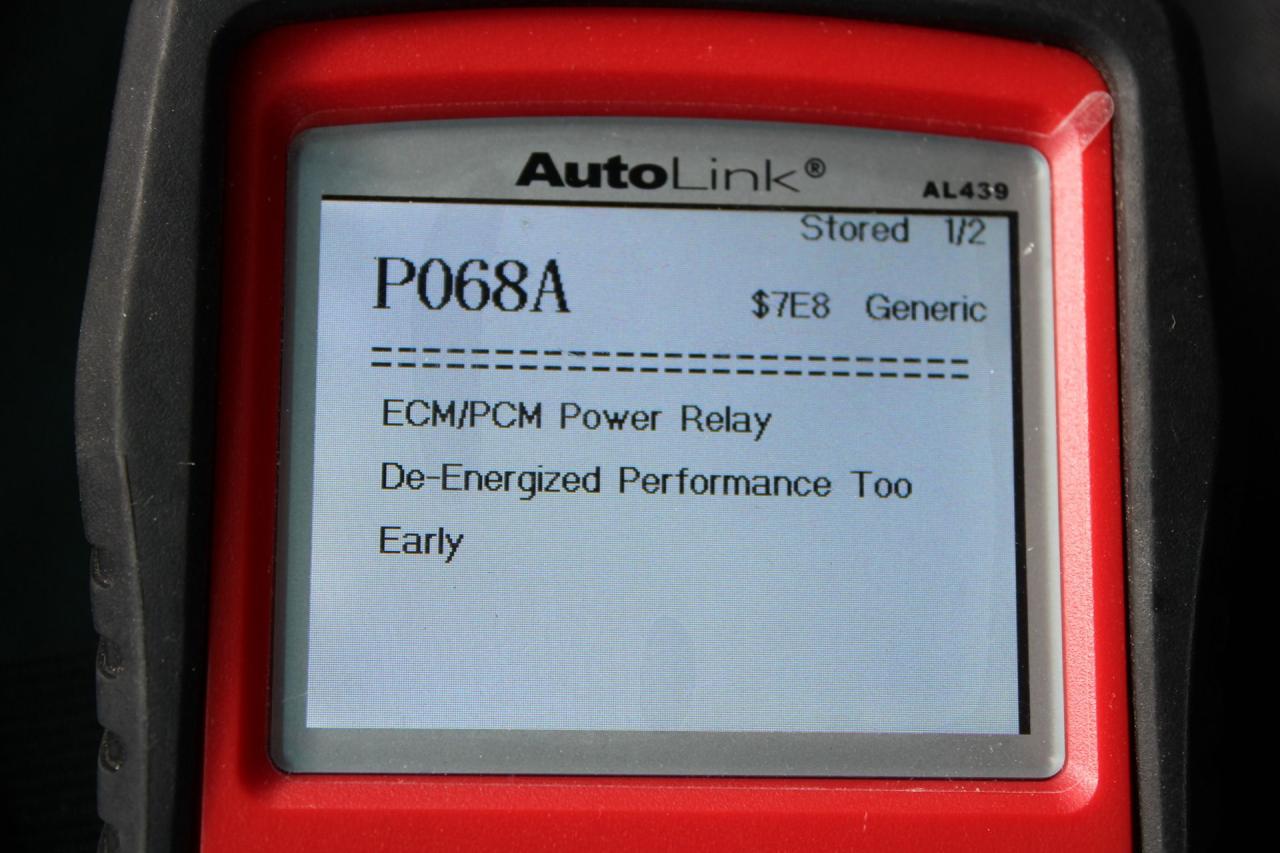 AutoLink®
AL439
Stored 1/2
P068A $7E8 Generic
==========================
ECM/PCM Power Relay
De-Energized Performance Too
Early